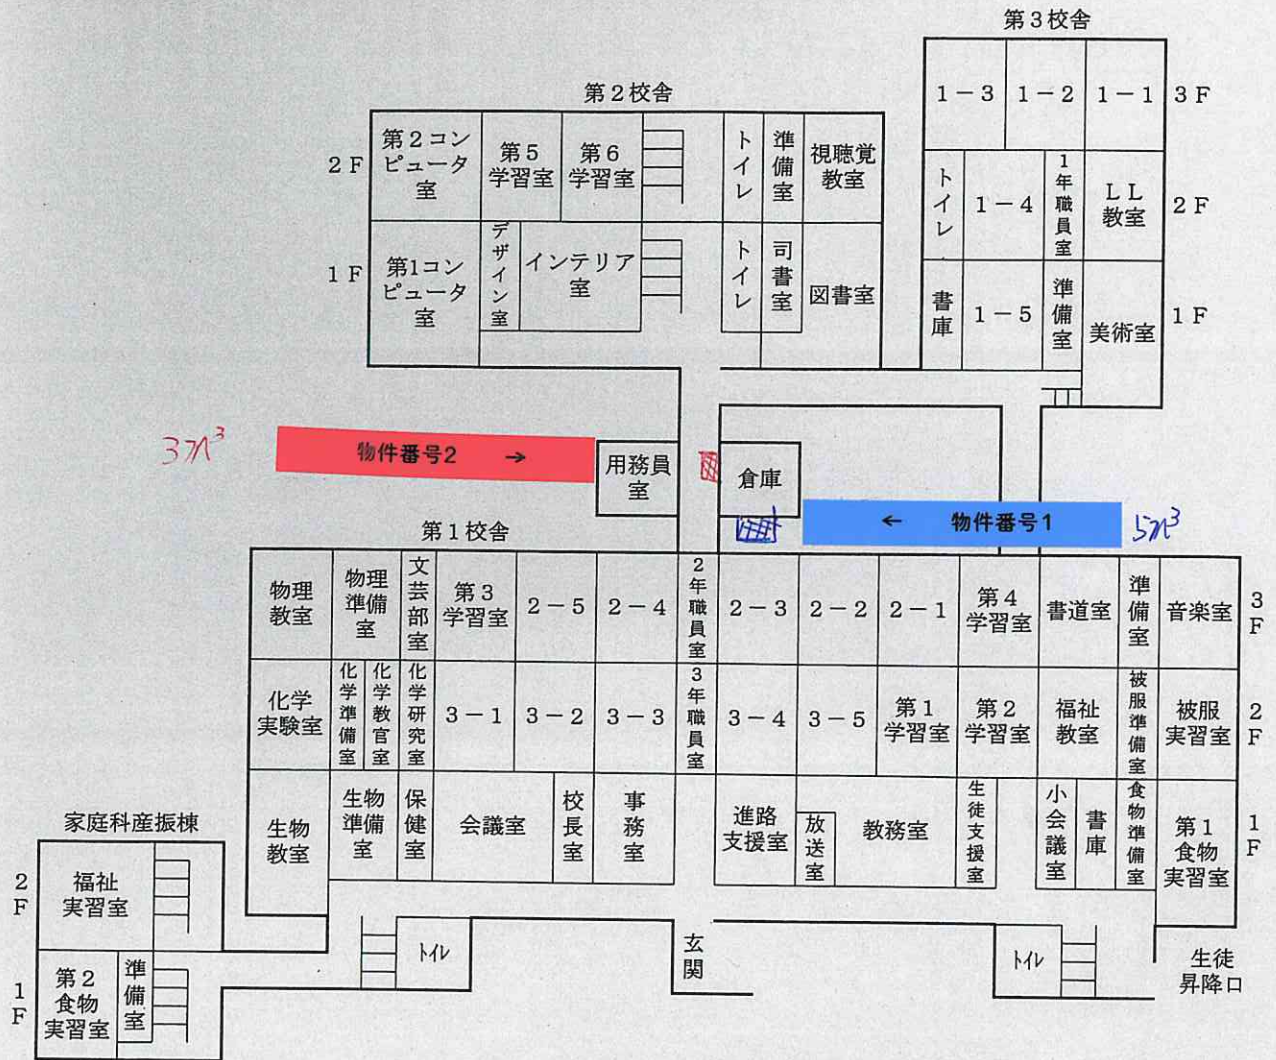 第3校舎
1－3
1－2
1－1
3F
トイレ
1－4
1年職員室
LL教室
2F
書庫
1－5
準備室
美術室
1F
第2校舎
2F
第2コンピュータ室
第5学習室
第6学習室
トイレ
準備室
視聴覚教室
1F
第1コンピュータ室
デザイン室
インテリア室
トイレ
司書室
図書室
3m³
物件番号2 →
用務員室
倉庫
← 物件番号1
5m³
第1校舎
物理教室
物理準備室
文芸部室
第3学習室
2－5
2－4
2年職員室
2－3
2－2
2－1
第4学習室
書道室
準備室
音楽室
3F
化学実験室
化学準備室
化学教官室
化学研究室
3－1
3－2
3－3
3年職員室
3－4
3－5
第1学習室
第2学習室
福祉教室
被服準備室
被服実習室
2F
生物教室
生物準備室
保健室
会議室
校長室
事務室
進路支援室
放送室
教務室
生徒支援室
小会議室
書庫
食物準備室
第1食物実習室
1F
トイレ
玄関
トイレ
生徒昇降口
家庭科産振棟
2F
福祉実習室
1F
第2食物実習室
準備室